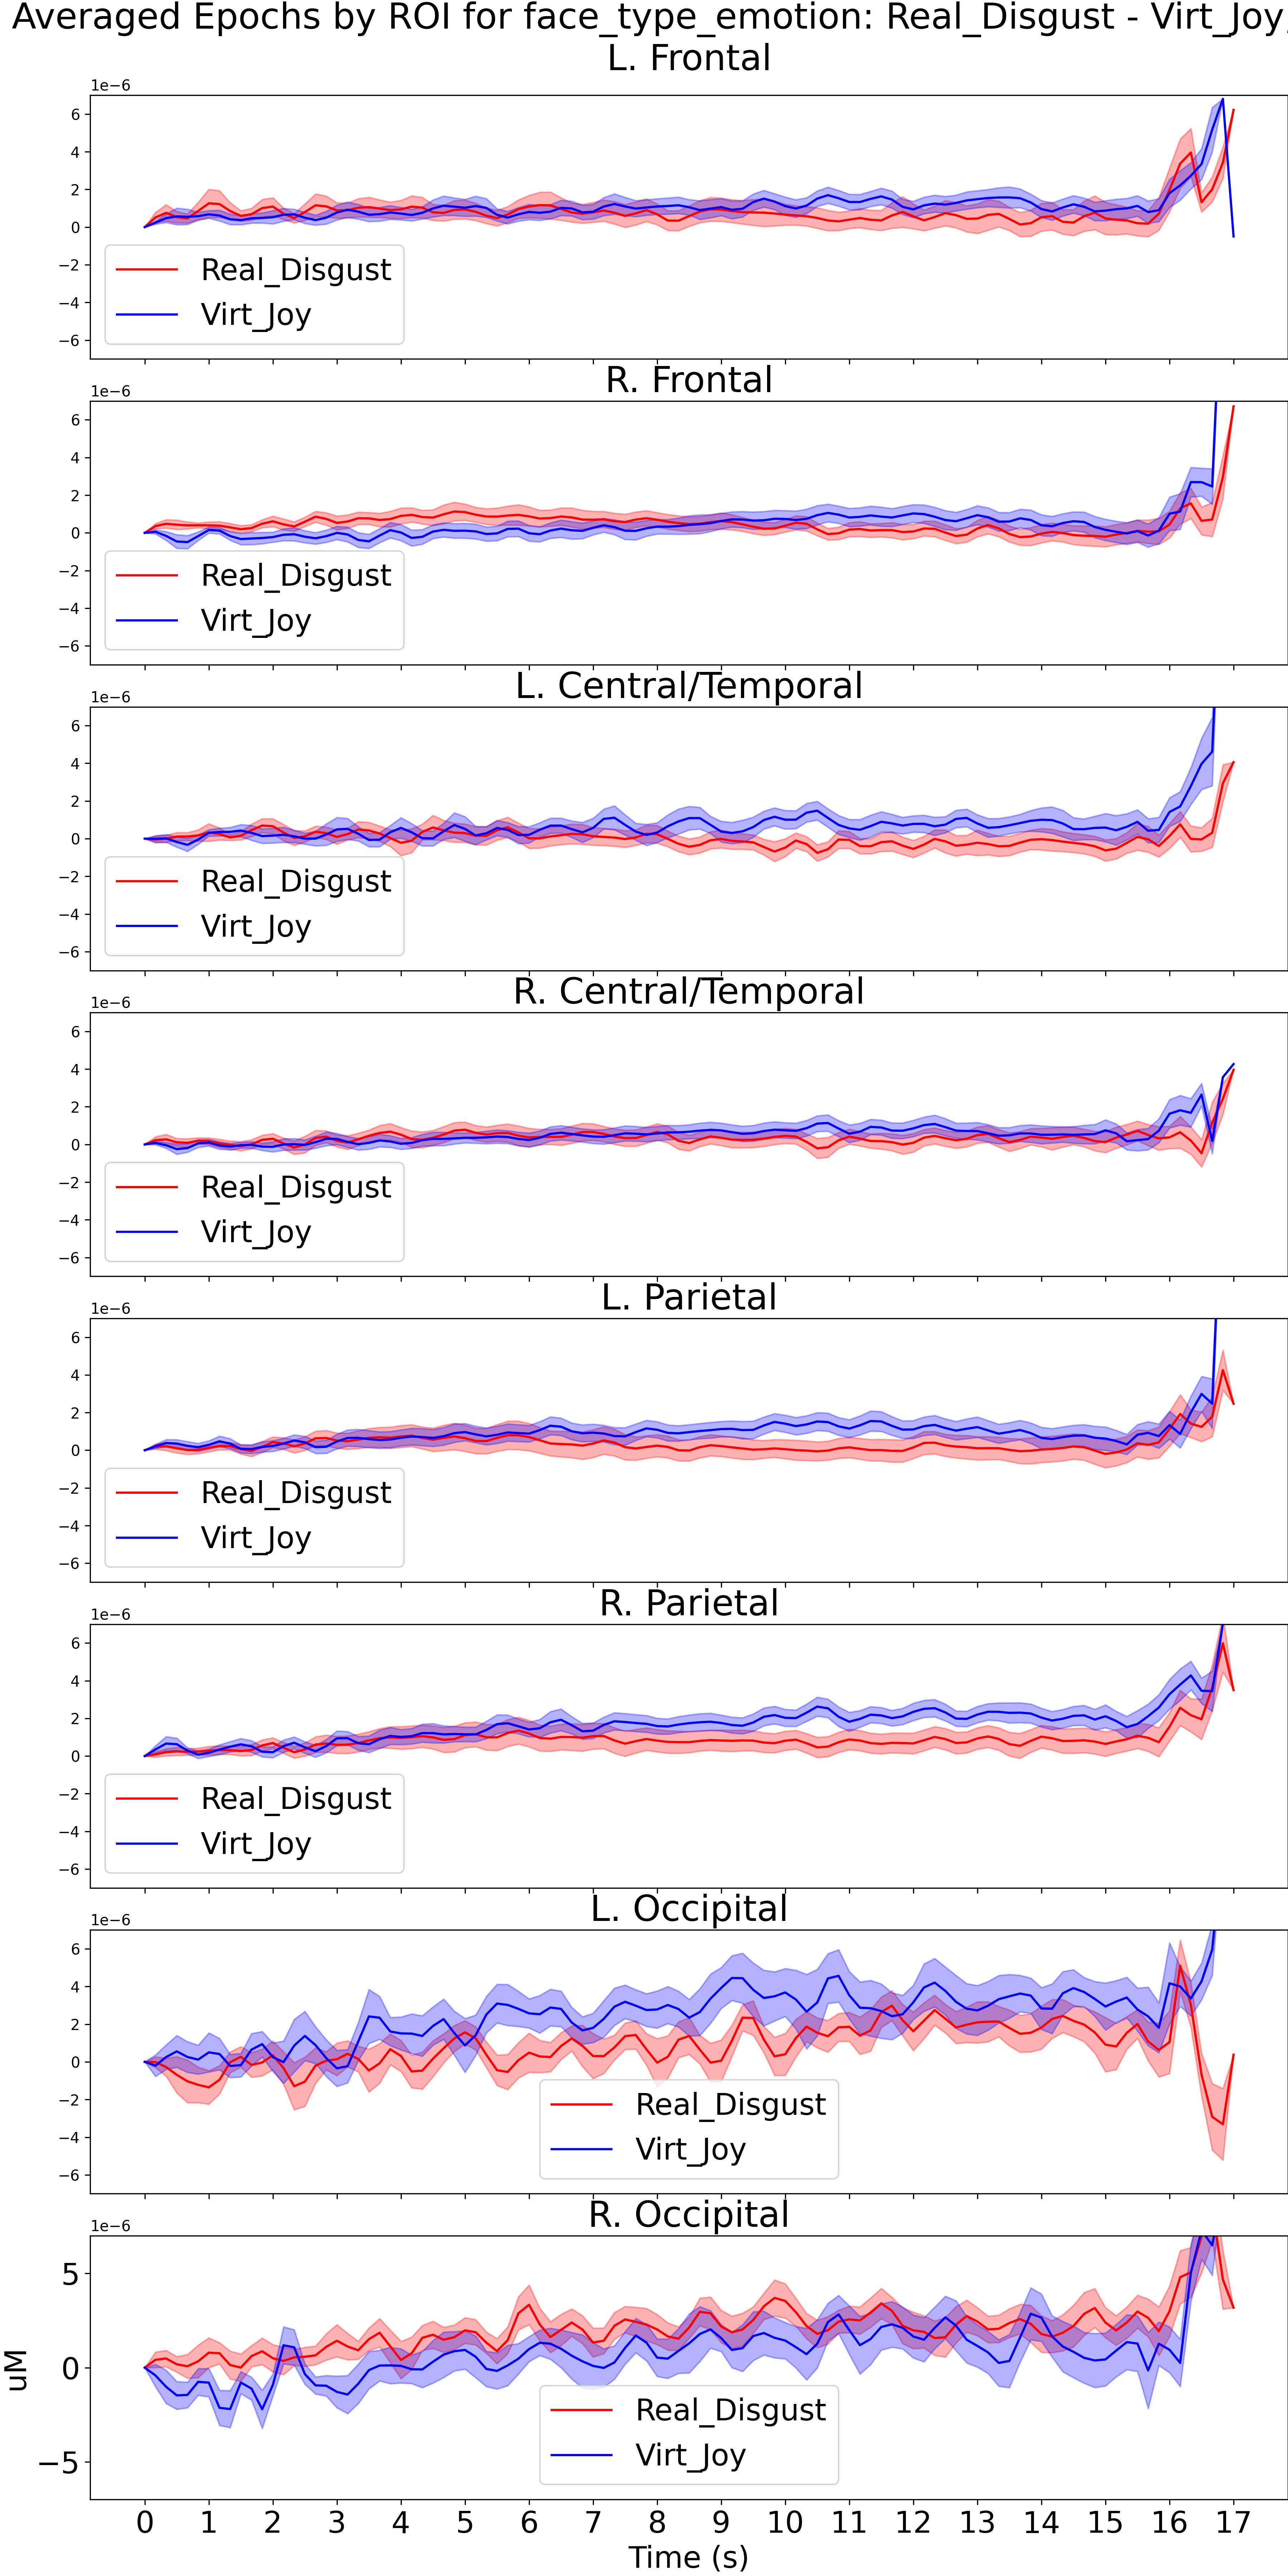 Averaged Epochs by ROI for face_type_emotion: Real_Disgust - Virt_Joy,
L. Frontal
1e−6
6
4
2
0
−2
−4
−6
Real_Disgust
Virt_Joy
R. Frontal
1e−6
6
4
2
0
−2
−4
−6
Real_Disgust
Virt_Joy
L. Central/Temporal
1e−6
6
4
2
0
−2
−4
−6
Real_Disgust
Virt_Joy
R. Central/Temporal
1e−6
6
4
2
0
−2
−4
−6
Real_Disgust
Virt_Joy
L. Parietal
1e−6
6
4
2
0
−2
−4
−6
Real_Disgust
Virt_Joy
R. Parietal
1e−6
6
4
2
0
−2
−4
−6
Real_Disgust
Virt_Joy
L. Occipital
1e−6
6
4
2
0
−2
−4
−6
Real_Disgust
Virt_Joy
R. Occipital
1e−6
5
0
−5
uM
Real_Disgust
Virt_Joy
0 1 2 3 4 5 6 7 8 9 10 11 12 13 14 15 16 17
Time (s)